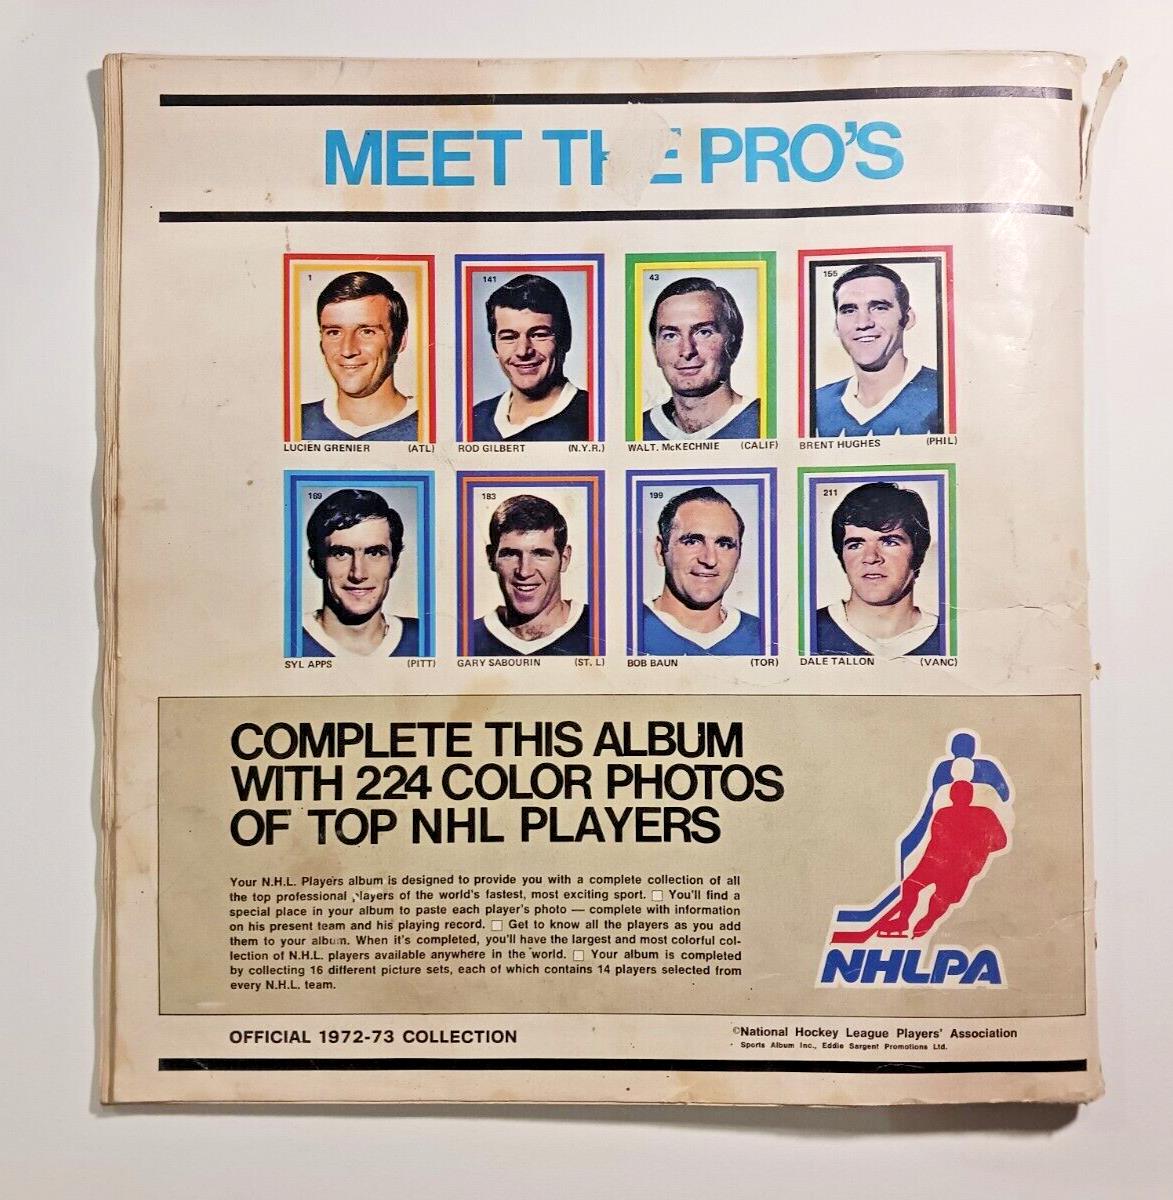 MEET THE PRO'S
1
141
43
155
LUCIEN GRENIER (ATL)
ROD GILBERT (N.Y.R.)
WALT. McKECHNIE (CALIF)
BRENT HUGHES (PHIL)
169
183
199
211
SYL APPS (PITT)
GARY SABOURIN (ST. L)
BOB BAUN (TOR)
DALE TALLON (VANC)
COMPLETE THIS ALBUM
WITH 224 COLOR PHOTOS
OF TOP NHL PLAYERS
Your N.H.L. Players album is designed to provide you with a complete collection of all
the top professional players of the world's fastest, most exciting sport. □ You'll find a
special place in your album to paste each player's photo — complete with information
on his present team and his playing record. □ Get to know all the players as you add
them to your album. When it's completed, you'll have the largest and most colorful col-
lection of N.H.L. players available anywhere in the world. □ Your album is completed
by collecting 16 different picture sets, each of which contains 14 players selected from
every N.H.L. team.
NHLPA
OFFICIAL 1972-73 COLLECTION
©National Hockey League Players' Association
Sports Album Inc., Eddie Sargent Promotions Ltd.